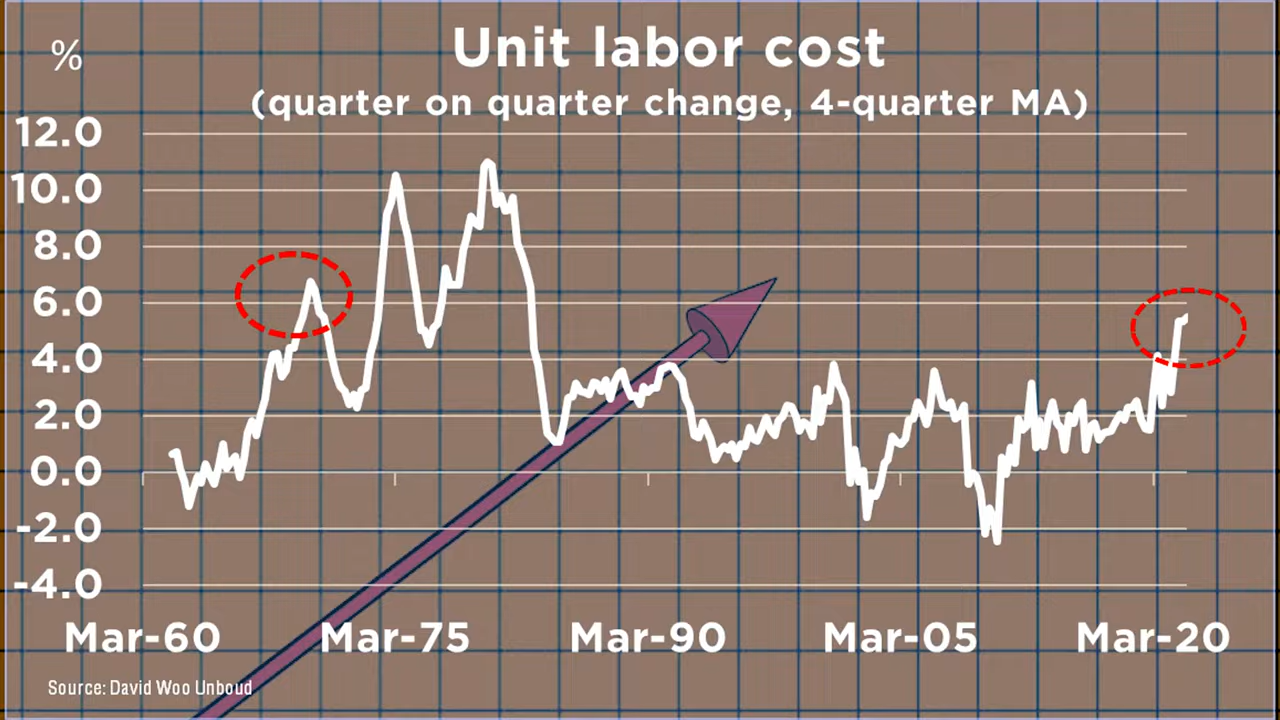 %
Unit labor cost
(quarter on quarter change, 4-quarter MA)
12.0
10.0
8.0
6.0
4.0
2.0
0.0
-2.0
-4.0
Mar-60 Mar-75 Mar-90 Mar-05 Mar-20
Source: David Woo Unboud